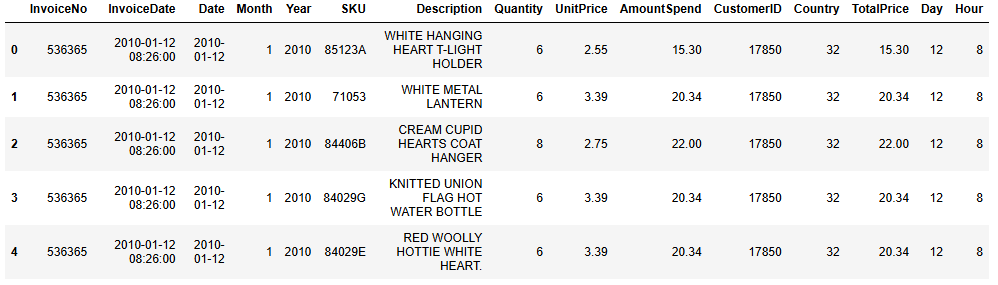 InvoiceNo InvoiceDate Date Month Year SKU Description Quantity UnitPrice AmountSpend CustomerID Country TotalPrice Day Hour
0 536365 2010-01-12 08:26:00 2010-01-12 1 2010 85123A WHITE HANGING HEART T-LIGHT HOLDER 6 2.55 15.30 17850 32 15.30 12 8
1 536365 2010-01-12 08:26:00 2010-01-12 1 2010 71053 WHITE METAL LANTERN 6 3.39 20.34 17850 32 20.34 12 8
2 536365 2010-01-12 08:26:00 2010-01-12 1 2010 84406B CREAM CUPID HEARTS COAT HANGER 8 2.75 22.00 17850 32 22.00 12 8
3 536365 2010-01-12 08:26:00 2010-01-12 1 2010 84029G KNITTED UNION FLAG HOT WATER BOTTLE 6 3.39 20.34 17850 32 20.34 12 8
4 536365 2010-01-12 08:26:00 2010-01-12 1 2010 84029E RED WOOLLY HOTTIE WHITE HEART. 6 3.39 20.34 17850 32 20.34 12 8